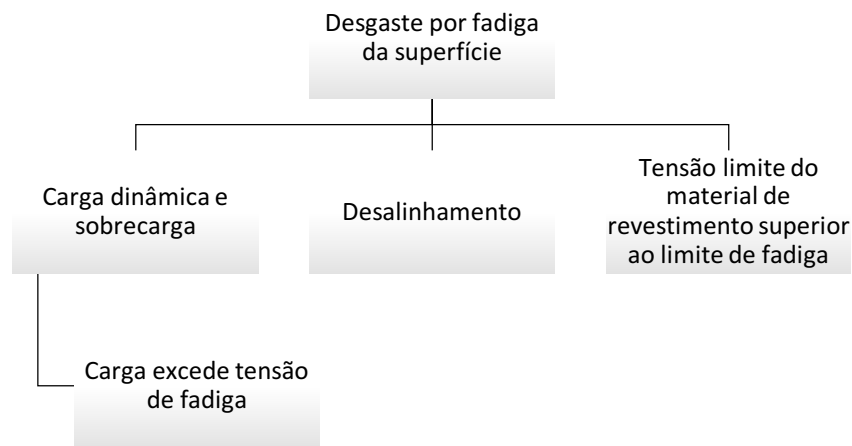 Desgaste por fadiga
da superfície
Carga dinâmica e
sobrecarga
Desalinhamento
Tensão limite do
material de
revestimento superior
ao limite de fadiga
Carga excede tensão
de fadiga